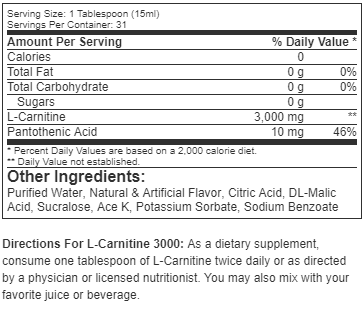 Serving Size: 1 Tablespoon (15ml)
Servings Per Container: 31
Amount Per Serving % Daily Value *
Calories 0
Total Fat 0 g 0%
Total Carbohydrate 0 g 0%
Sugars 0 g
L-Carnitine 3,000 mg **
Pantothenic Acid 10 mg 46%
* Percent Daily Values are based on a 2,000 calorie diet.
** Daily Value not established.
Other Ingredients:
Purified Water, Natural & Artificial Flavor, Citric Acid, DL-Malic
Acid, Sucralose, Ace K, Potassium Sorbate, Sodium Benzoate
Directions For L-Carnitine 3000: As a dietary supplement,
consume one tablespoon of L-Carnitine twice daily or as directed
by a physician or licensed nutritionist. You may also mix with your
favorite juice or beverage.